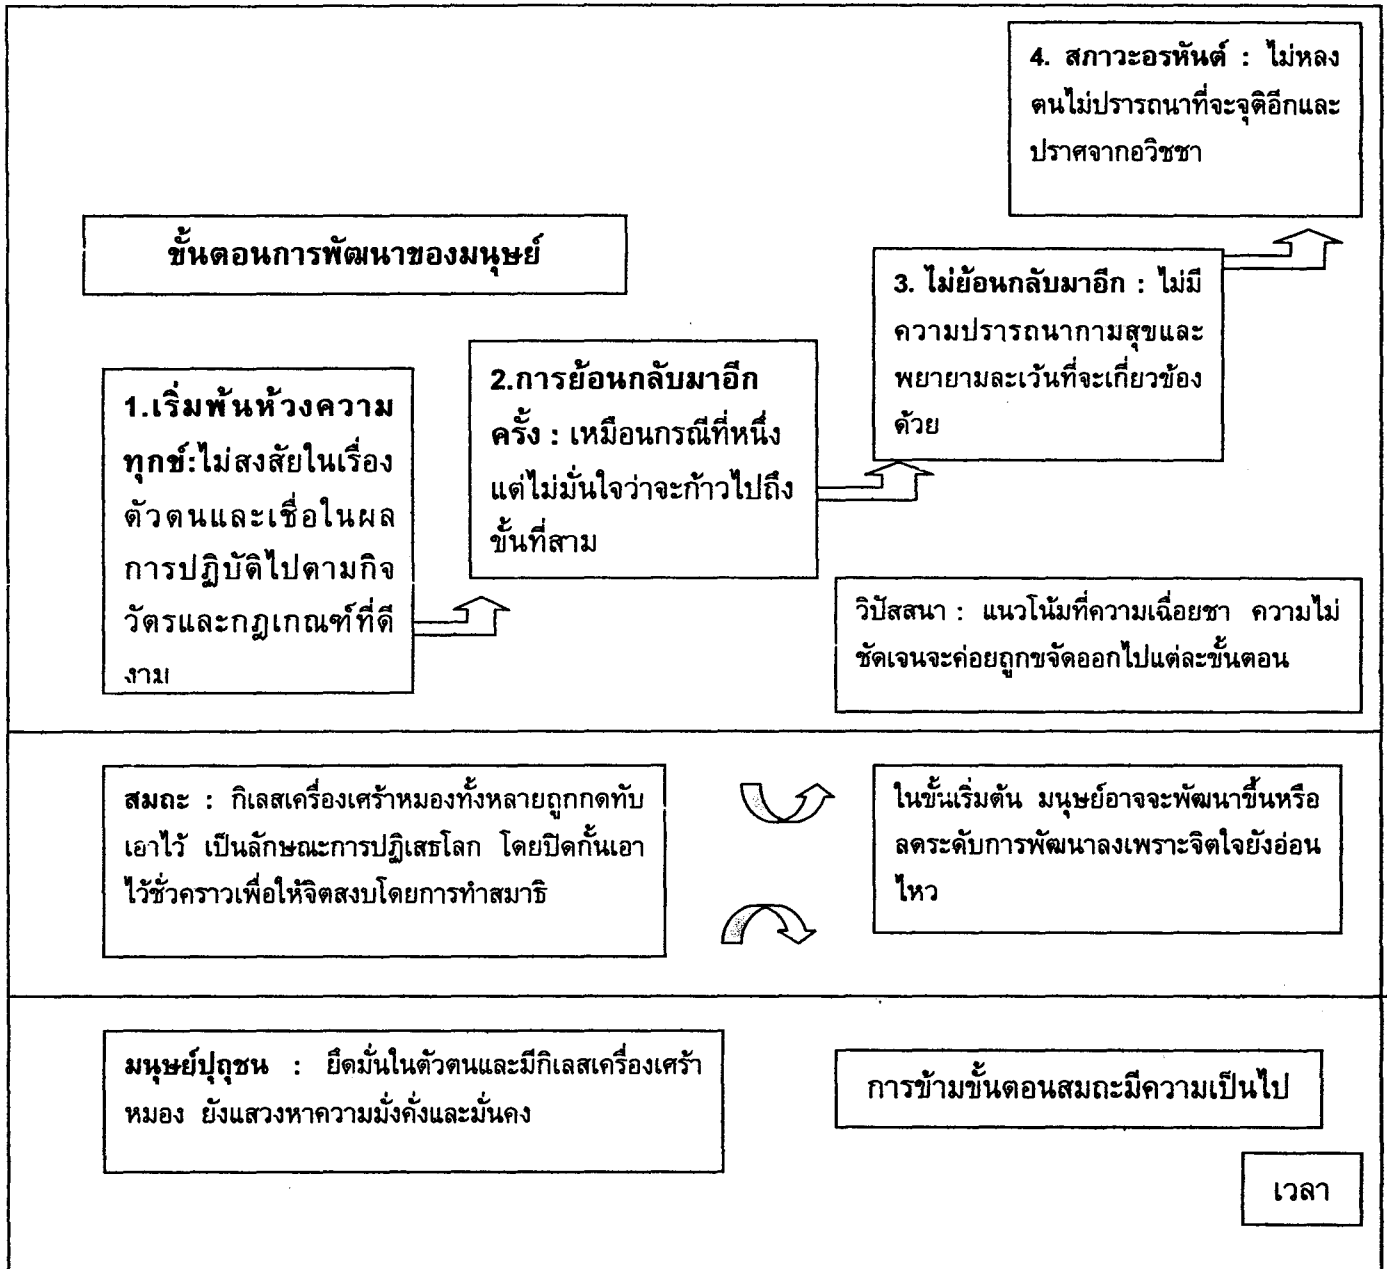 4. สภาวะอรหันต์ : ไม่หลง
ตนไม่ปรารถนาที่จะจุติอีกและ
ปราศจากอวิชชา
ขั้นตอนการพัฒนาของมนุษย์
3. ไม่ย้อนกลับมาอีก : ไม่มี
ความปรารถนากามสุขและ
พยายามละเว้นที่จะเกี่ยวข้อง
ด้วย
2.การย้อนกลับมาอีก
ครั้ง : เหมือนกรณีที่หนึ่ง
แต่ไม่มั่นใจว่าจะก้าวไปถึง
ขั้นที่สาม
1.เริ่มพ้นห้วงความ
ทุกข์:ไม่สงสัยในเรื่อง
ตัวตนและเชื่อในผล
การปฏิบัติไปตามกิจ
วัตรและกฎเกณฑ์ที่ดี
งาม
วิปัสสนา : แนวโน้มที่ความเฉื่อยชา ความไม่
ชัดเจนจะค่อยถูกขจัดออกไปแต่ละขั้นตอน
สมถะ : กิเลสเครื่องเศร้าหมองทั้งหลายถูกกดทับ
เอาไว้ เป็นลักษณะการปฏิเสธโลก โดยปิดกั้นเอา
ไว้ชั่วคราวเพื่อให้จิตสงบโดยการทำสมาธิ
ในขั้นเริ่มต้น มนุษย์อาจจะพัฒนาขึ้นหรือ
ลดระดับการพัฒนาลงเพราะจิตใจยังอ่อน
ไหว
มนุษย์ปุถุชน : ยึดมั่นในตัวตนและมีกิเลสเครื่องเศร้า
หมอง ยังแสวงหาความมั่งคั่งและมั่นคง
การข้ามขั้นตอนสมถะมีความเป็นไป
เวลา